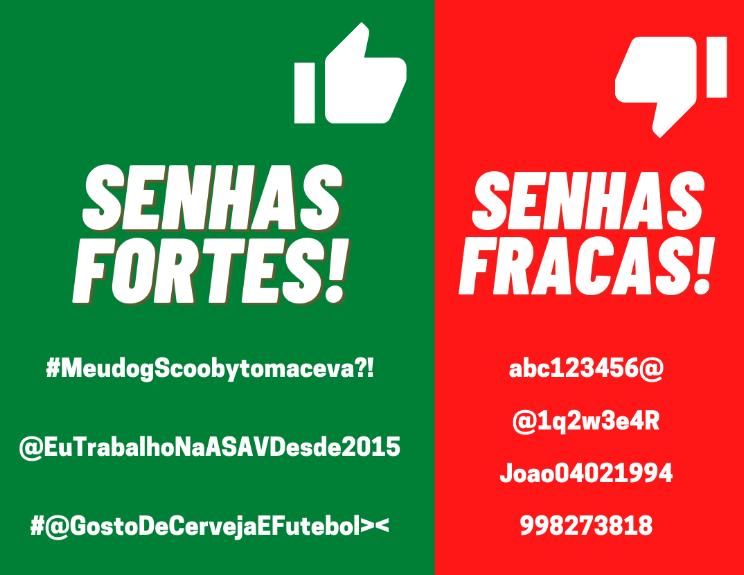 SENHAS
FORTES!
#MeudogScoobytomaceva?!
@EuTrabalhoNaASAVDesde2015
#@GostoDeCervejaEFutebol><
SENHAS
FRACAS!
abc123456@
@1q2w3e4R
Joao04021994
998273818